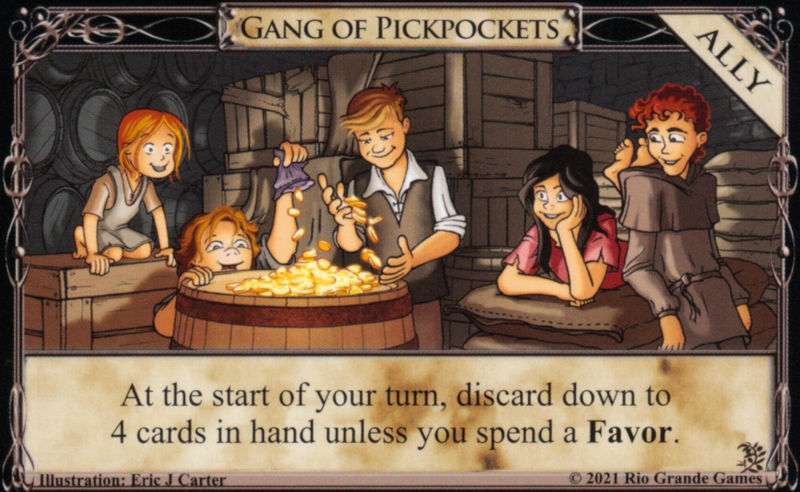 Gang of Pickpockets
ALLY
At the start of your turn, discard down to
4 cards in hand unless you spend a Favor.
Illustration: Eric J Carter
© 2021 Rio Grande Games